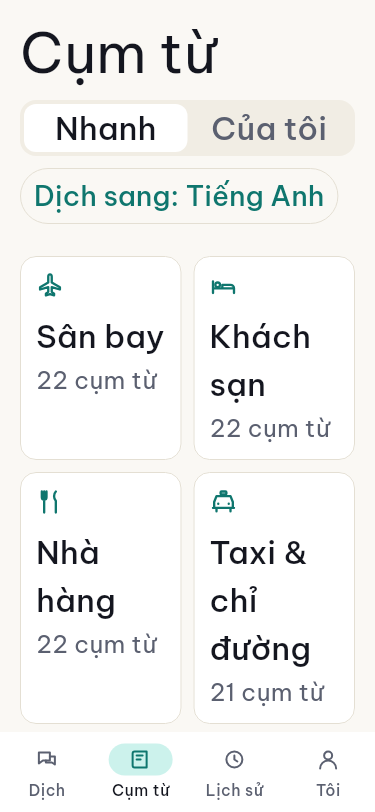 Cụm từ
Nhanh
Của tôi
Dịch sang: Tiếng Anh
Sân bay
22 cụm từ
Khách
sạn
22 cụm từ
Nhà
hàng
22 cụm từ
Taxi &
chỉ
đường
21 cụm từ
Dịch
Cụm từ
Lịch sử
Tôi